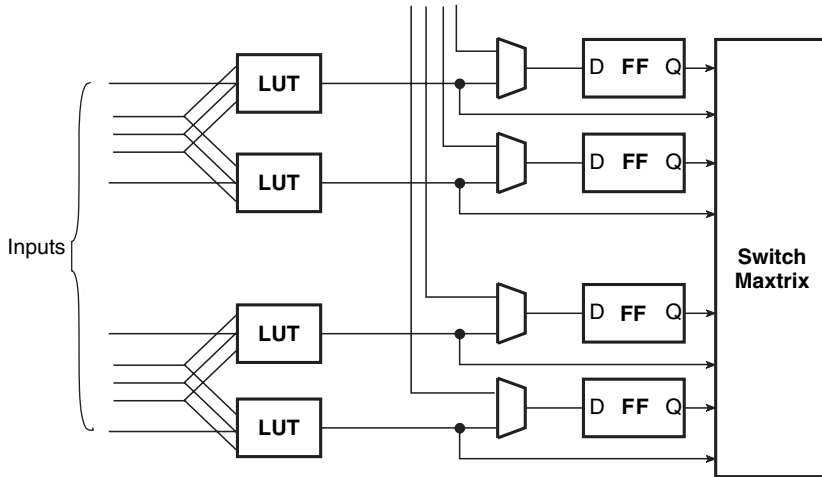 LUT
D FF Q
LUT
D FF Q
Inputs
Switch
Maxtrix
LUT
D FF Q
LUT
D FF Q